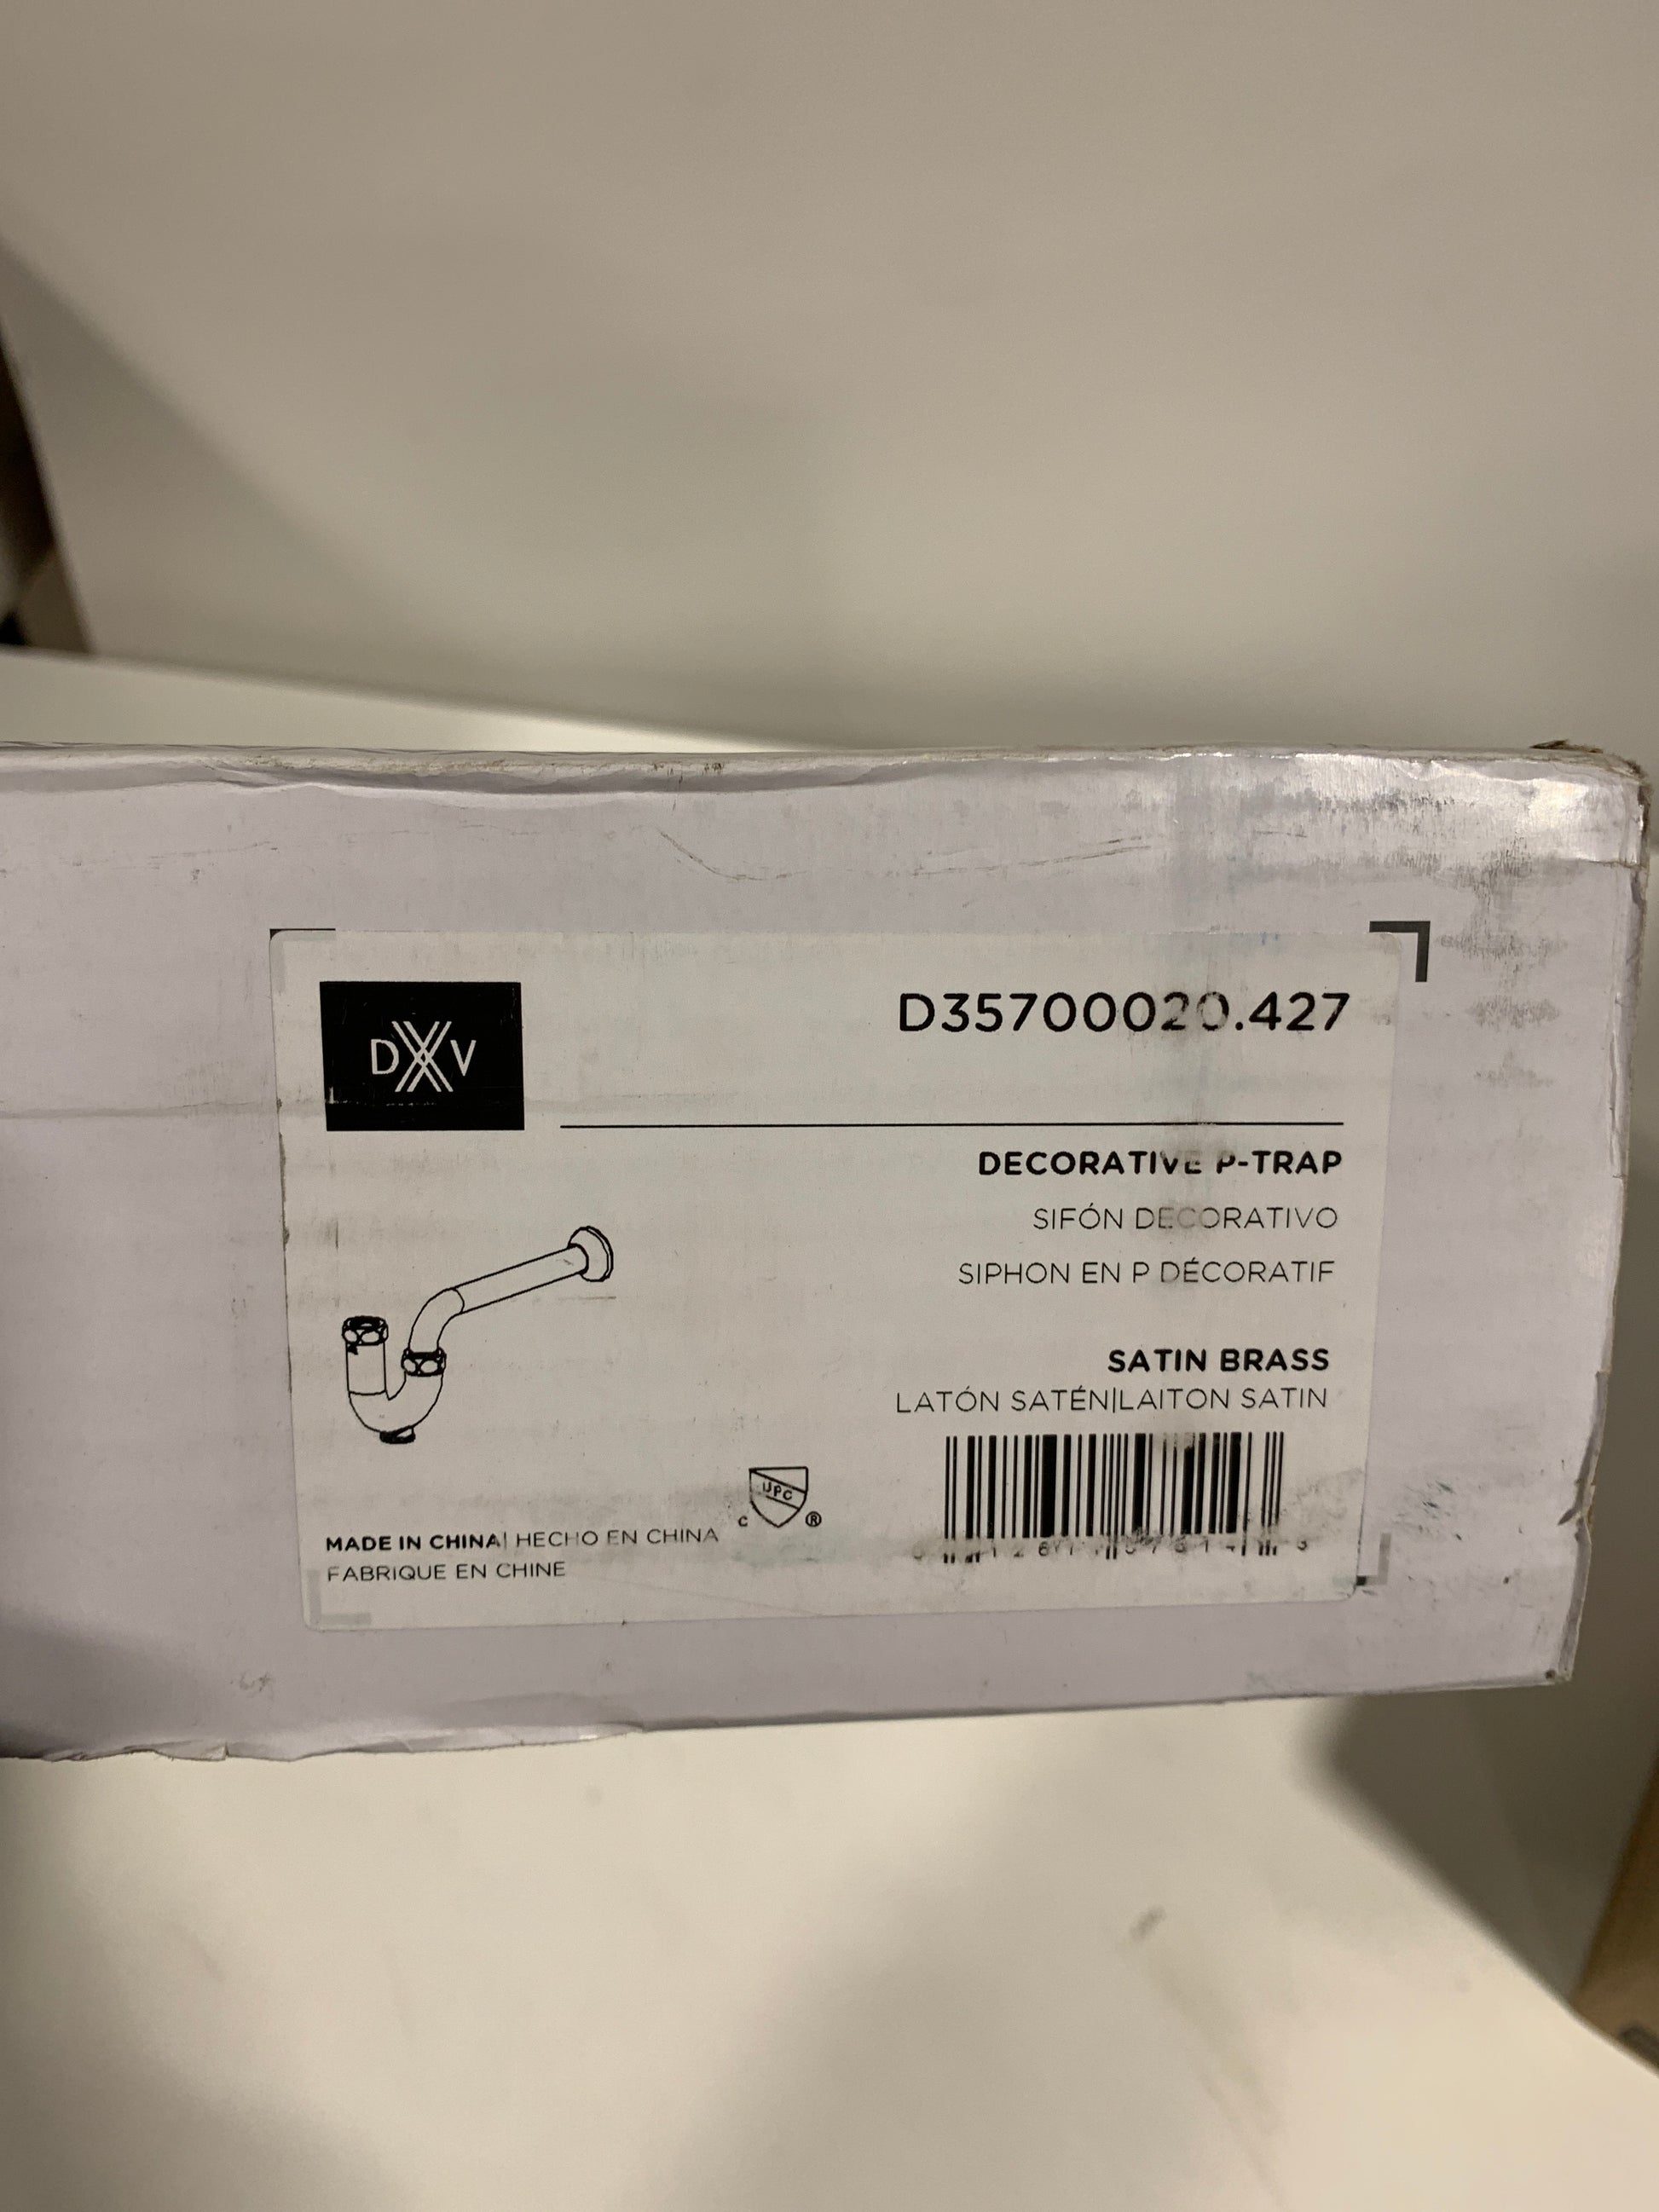 DXV
D35700020.427
DECORATIVE P-TRAP
SIFÓN DECORATIVO
SIPHON EN P DÉCORATIF
SATIN BRASS
LATÓN SATÉN|LAITON SATIN
UPC
C ®
MADE IN CHINA| HECHO EN CHINA
FABRIQUE EN CHINE